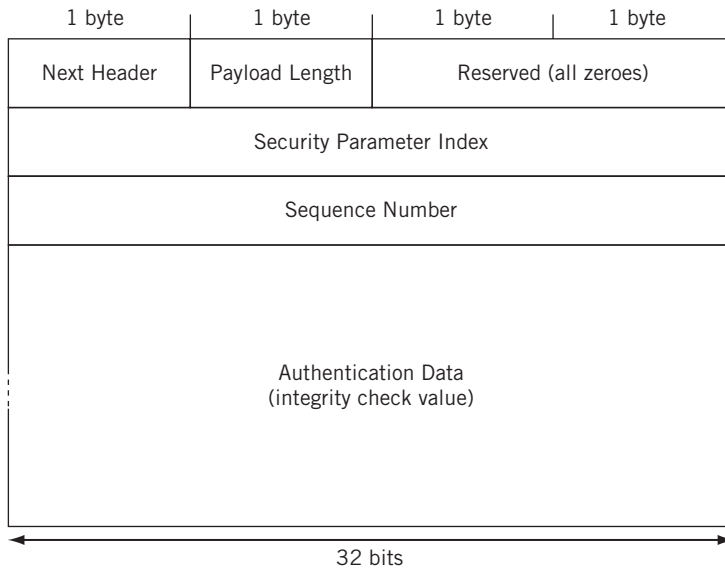 1 byte 1 byte 1 byte 1 byte
Next Header Payload Length Reserved (all zeroes)
Security Parameter Index
Sequence Number
Authentication Data
(integrity check value)
32 bits